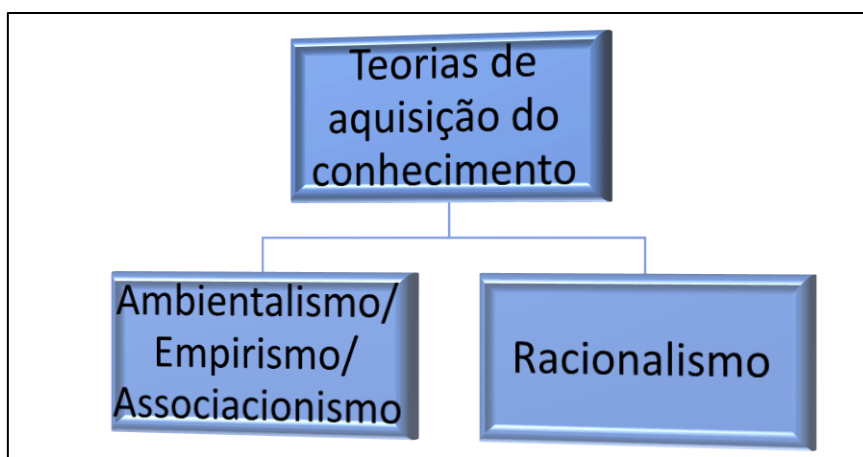 Teorias de
aquisição do
conhecimento
Ambientalismo/
Empirismo/
Associacionismo
Racionalismo